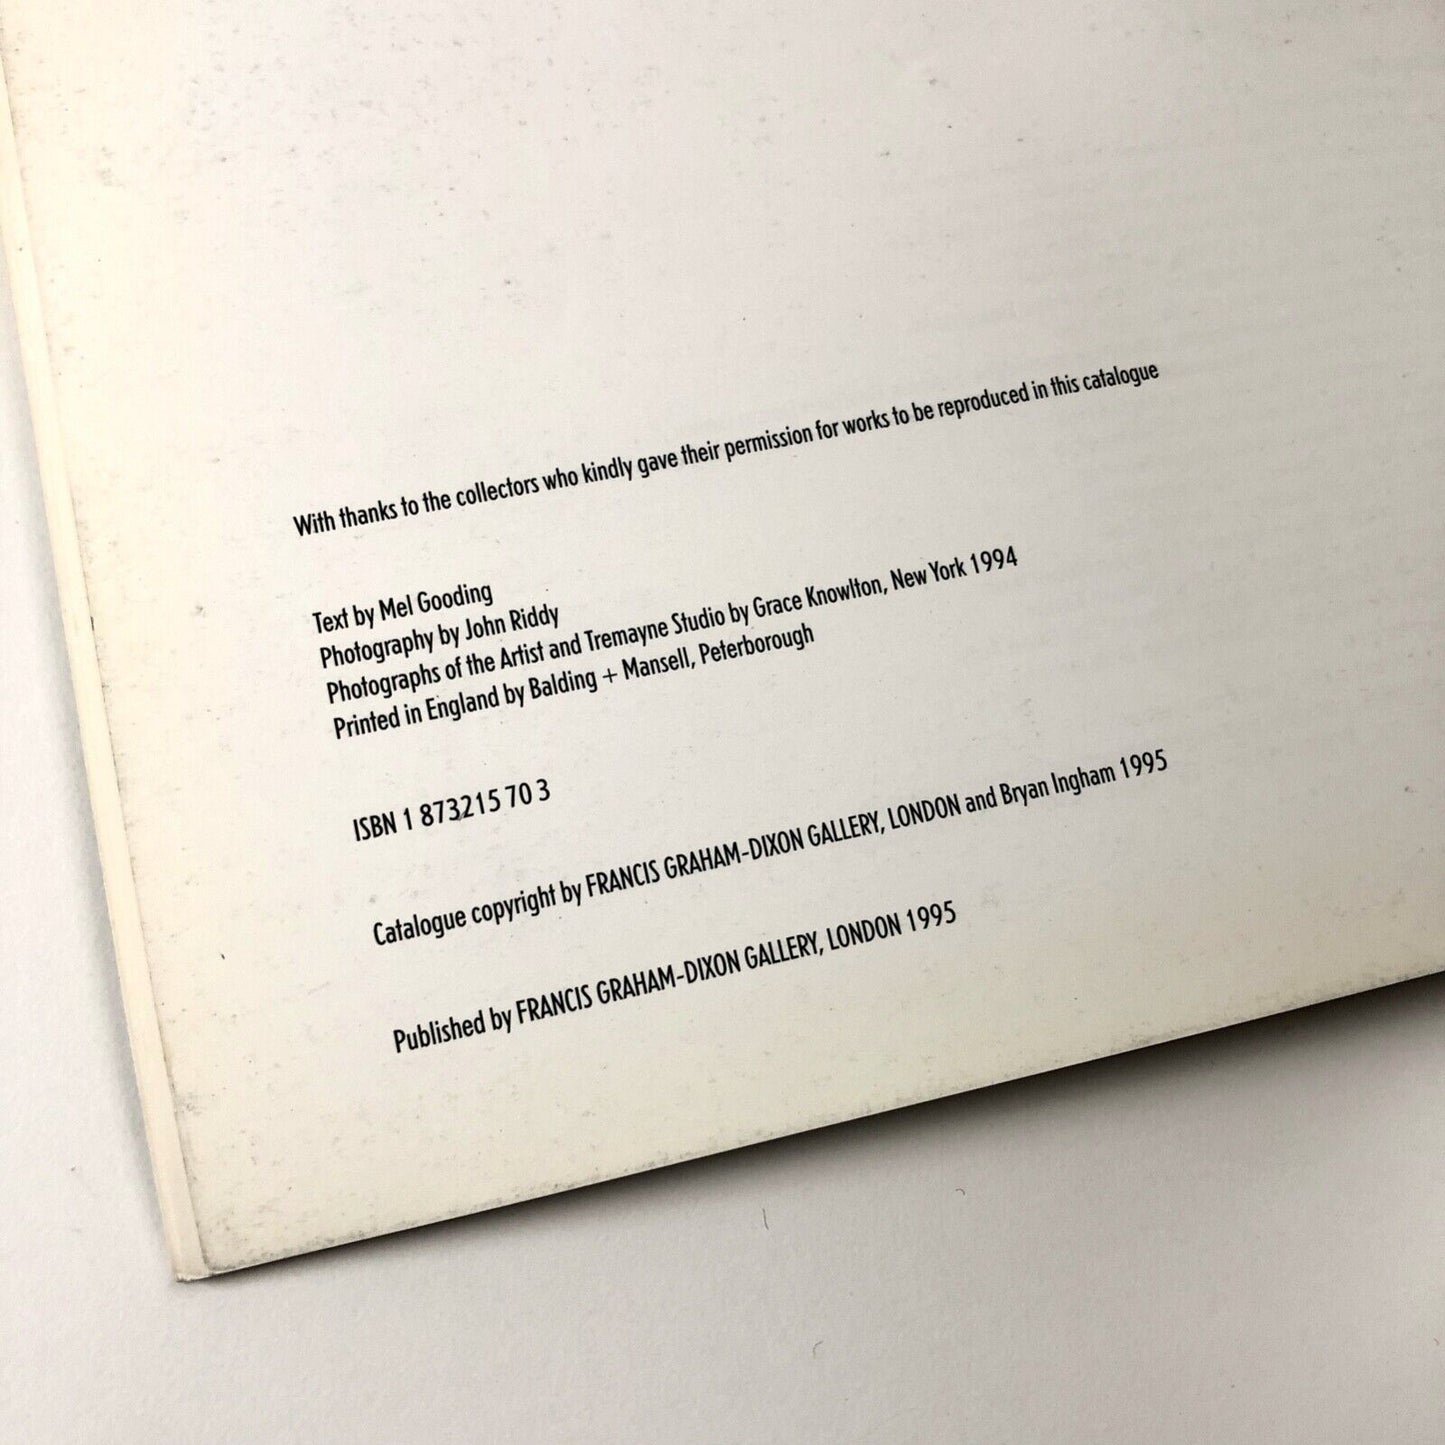 With thanks to the collectors who kindly gave their permission for works to be reproduced in this catalogue
Text by Mel Gooding
Photography by John Riddy
Photographs of the Artist and Tremayne Studio by Grace Knowlton, New York 1994
Printed in England by Balding + Mansell, Peterborough
ISBN 1 873215 70 3
Catalogue copyright by FRANCIS GRAHAM-DIXON GALLERY, LONDON and Bryan Ingham 1995
Published by FRANCIS GRAHAM-DIXON GALLERY, LONDON 1995